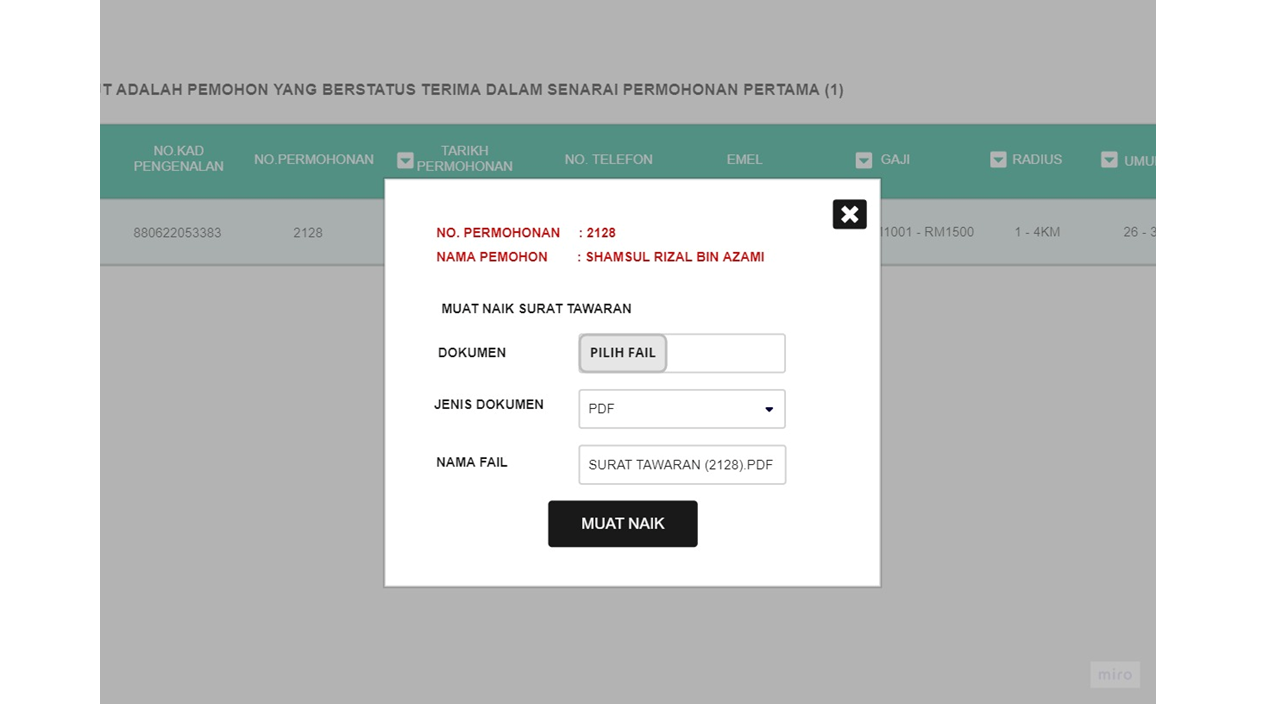 T ADALAH PEMOHON YANG BERSTATUS TERIMA DALAM SENARAI PERMOHONAN PERTAMA (1)
NO.KAD PENGENALAN
NO.PERMOHONAN
TARIKH PERMOHONAN
NO. TELEFON
EMEL
GAJI
RADIUS
UMU
880622053383
2128
1001 - RM1500
1 - 4KM
26 - 3
NO. PERMOHONAN : 2128
NAMA PEMOHON : SHAMSUL RIZAL BIN AZAMI
MUAT NAIK SURAT TAWARAN
DOKUMEN PILIH FAIL
JENIS DOKUMEN PDF
NAMA FAIL SURAT TAWARAN (2128).PDF
MUAT NAIK
miro